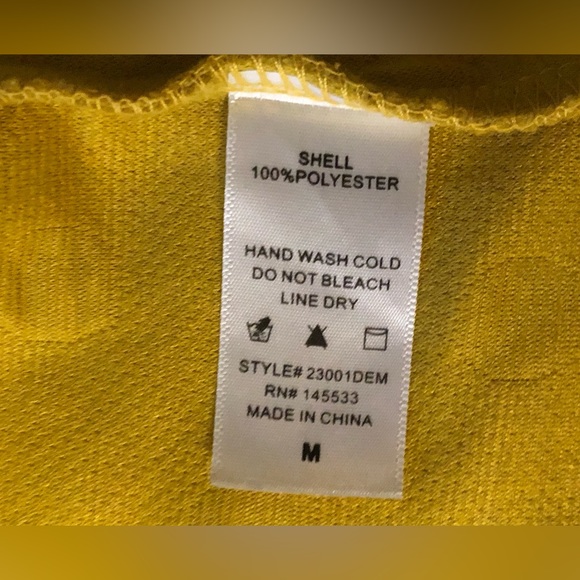 SHELL
100%POLYESTER
HAND WASH COLD
DO NOT BLEACH
LINE DRY
STYLE# 23001DEM
RN# 145533
MADE IN CHINA
M